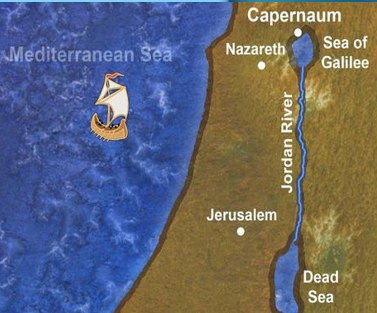 Capernaum
Mediterranean Sea
Nazareth
Sea of
Galilee
Jordan River
Jerusalem
Dead
Sea